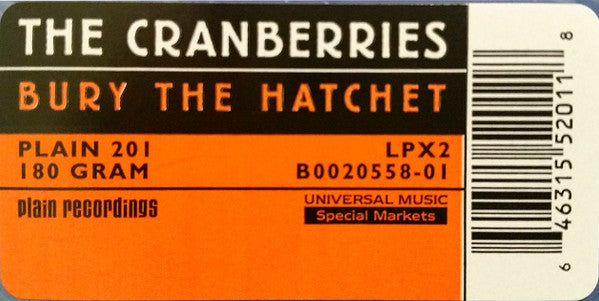 THE CRANBERRIES
BURY THE HATCHET
PLAIN 201 LPX2
180 GRAM B0020558-01
plain recordings UNIVERSAL MUSIC
Special Markets
6 46315 52011 8